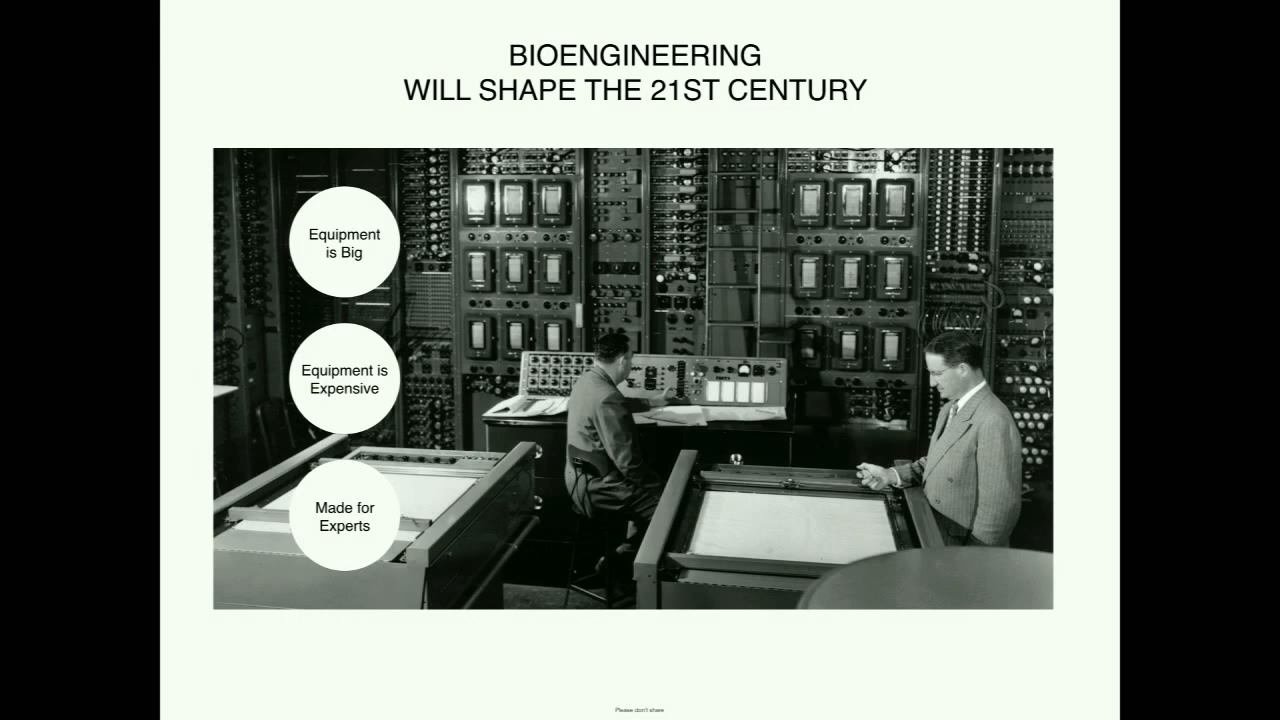 BIOENGINEERING
WILL SHAPE THE 21ST CENTURY
Equipment
is Big
Equipment is
Expensive
Made for
Experts
Please don't share